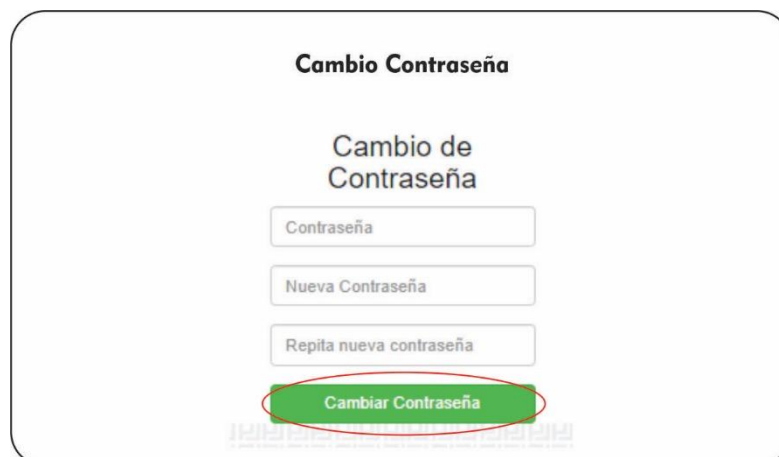 Cambio Contraseña
Cambio de
Contraseña
Contraseña
Nueva Contraseña
Repita nueva contraseña
Cambiar Contraseña